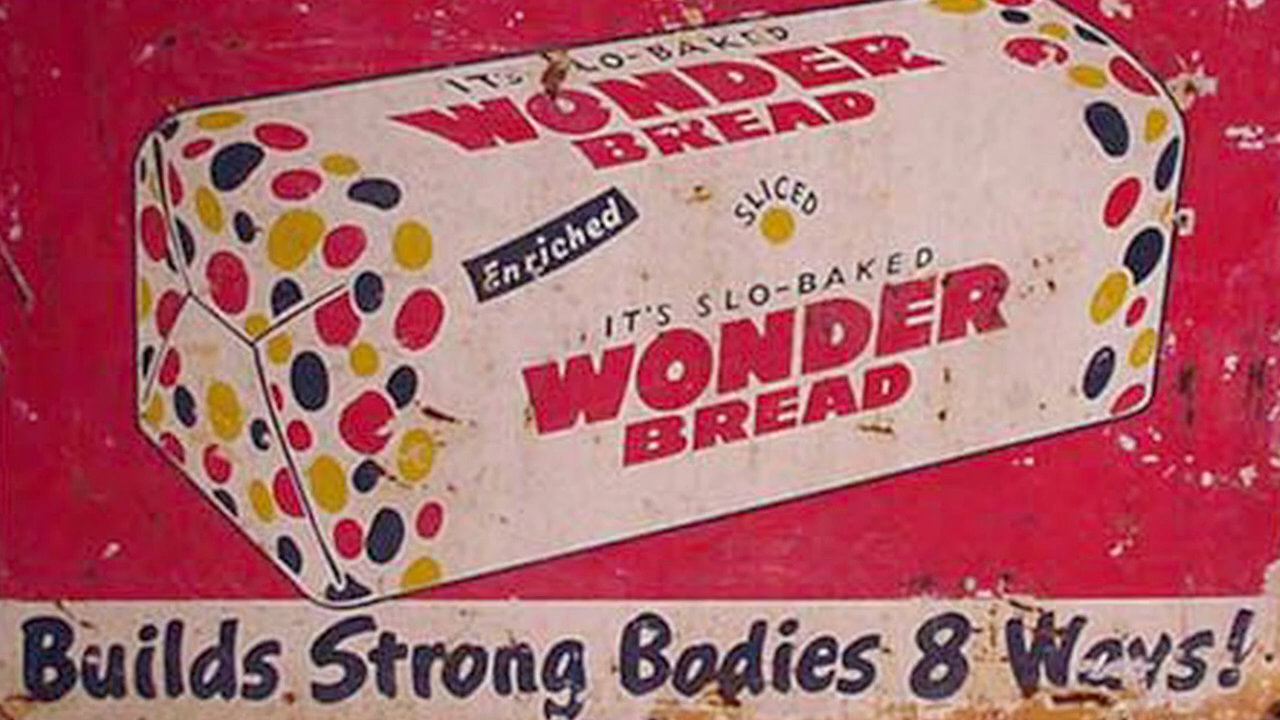 IT'S SLO-BAKED
WONDER
BREAD
Enriched
SLICED
IT'S SLO-BAKED
WONDER
BREAD
Builds Strong Bodies 8 Ways!